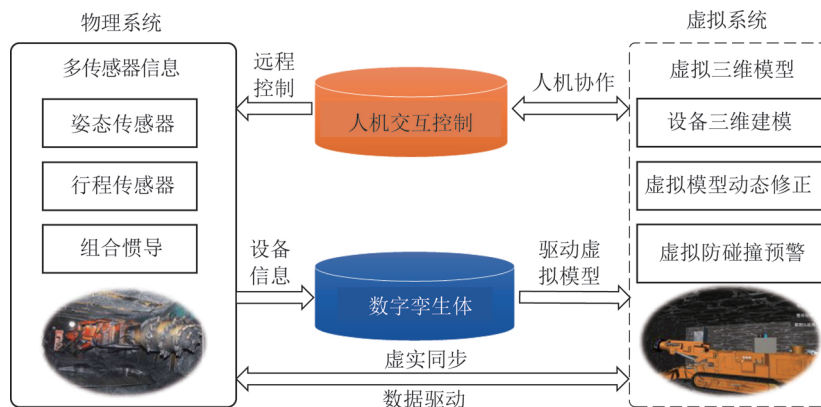 物理系统
虚拟系统
多传感器信息
姿态传感器
行程传感器
组合惯导
远程
控制
人机交互控制
人机协作
设备
信息
数字孪生体
驱动虚
拟模型
虚拟三维模型
设备三维建模
虚拟模型动态修正
虚拟防碰撞预警
虚实同步
数据驱动